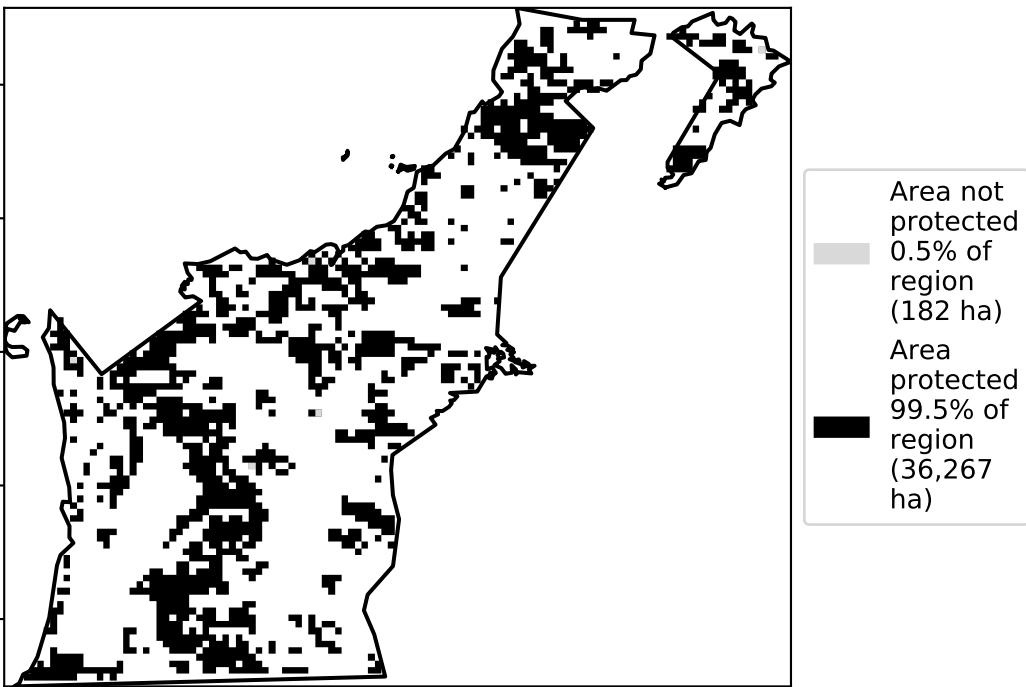 Area not
protected
0.5% of
region
(182 ha)
Area
protected
99.5% of
region
(36,267
ha)